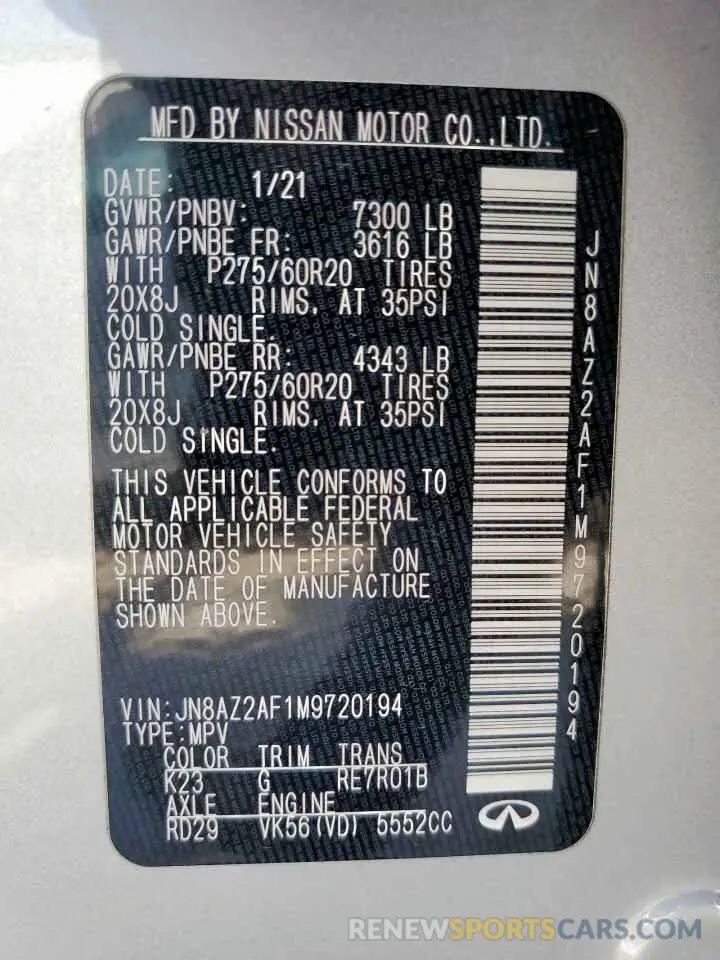 MFD BY NISSAN MOTOR CO.,LTD.
DATE: 1/21
GVWR/PNBV: 7300 LB
GAWR/PNBE FR: 3616 LB
WITH P275/60R20 TIRES
20X8J RIMS, AT 35PSI
COLD SINGLE.
GAWR/PNBE RR: 4343 LB
WITH P275/60R20 TIRES
20X8J RIMS, AT 35PSI
COLD SINGLE.
THIS VEHICLE CONFORMS TO
ALL APPLICABLE FEDERAL
MOTOR VEHICLE SAFETY
STANDARDS IN EFFECT ON
THE DATE OF MANUFACTURE
SHOWN ABOVE.
VIN:JN8AZ2AF1M9720194
TYPE:MPV
COLOR TRIM TRANS
K23 G RE7R01B
AXLE ENGINE
RD29 VK56(VD) 5552CC
JN8AZ2AF1M9720194
RENEWSPORTSCARS.COM